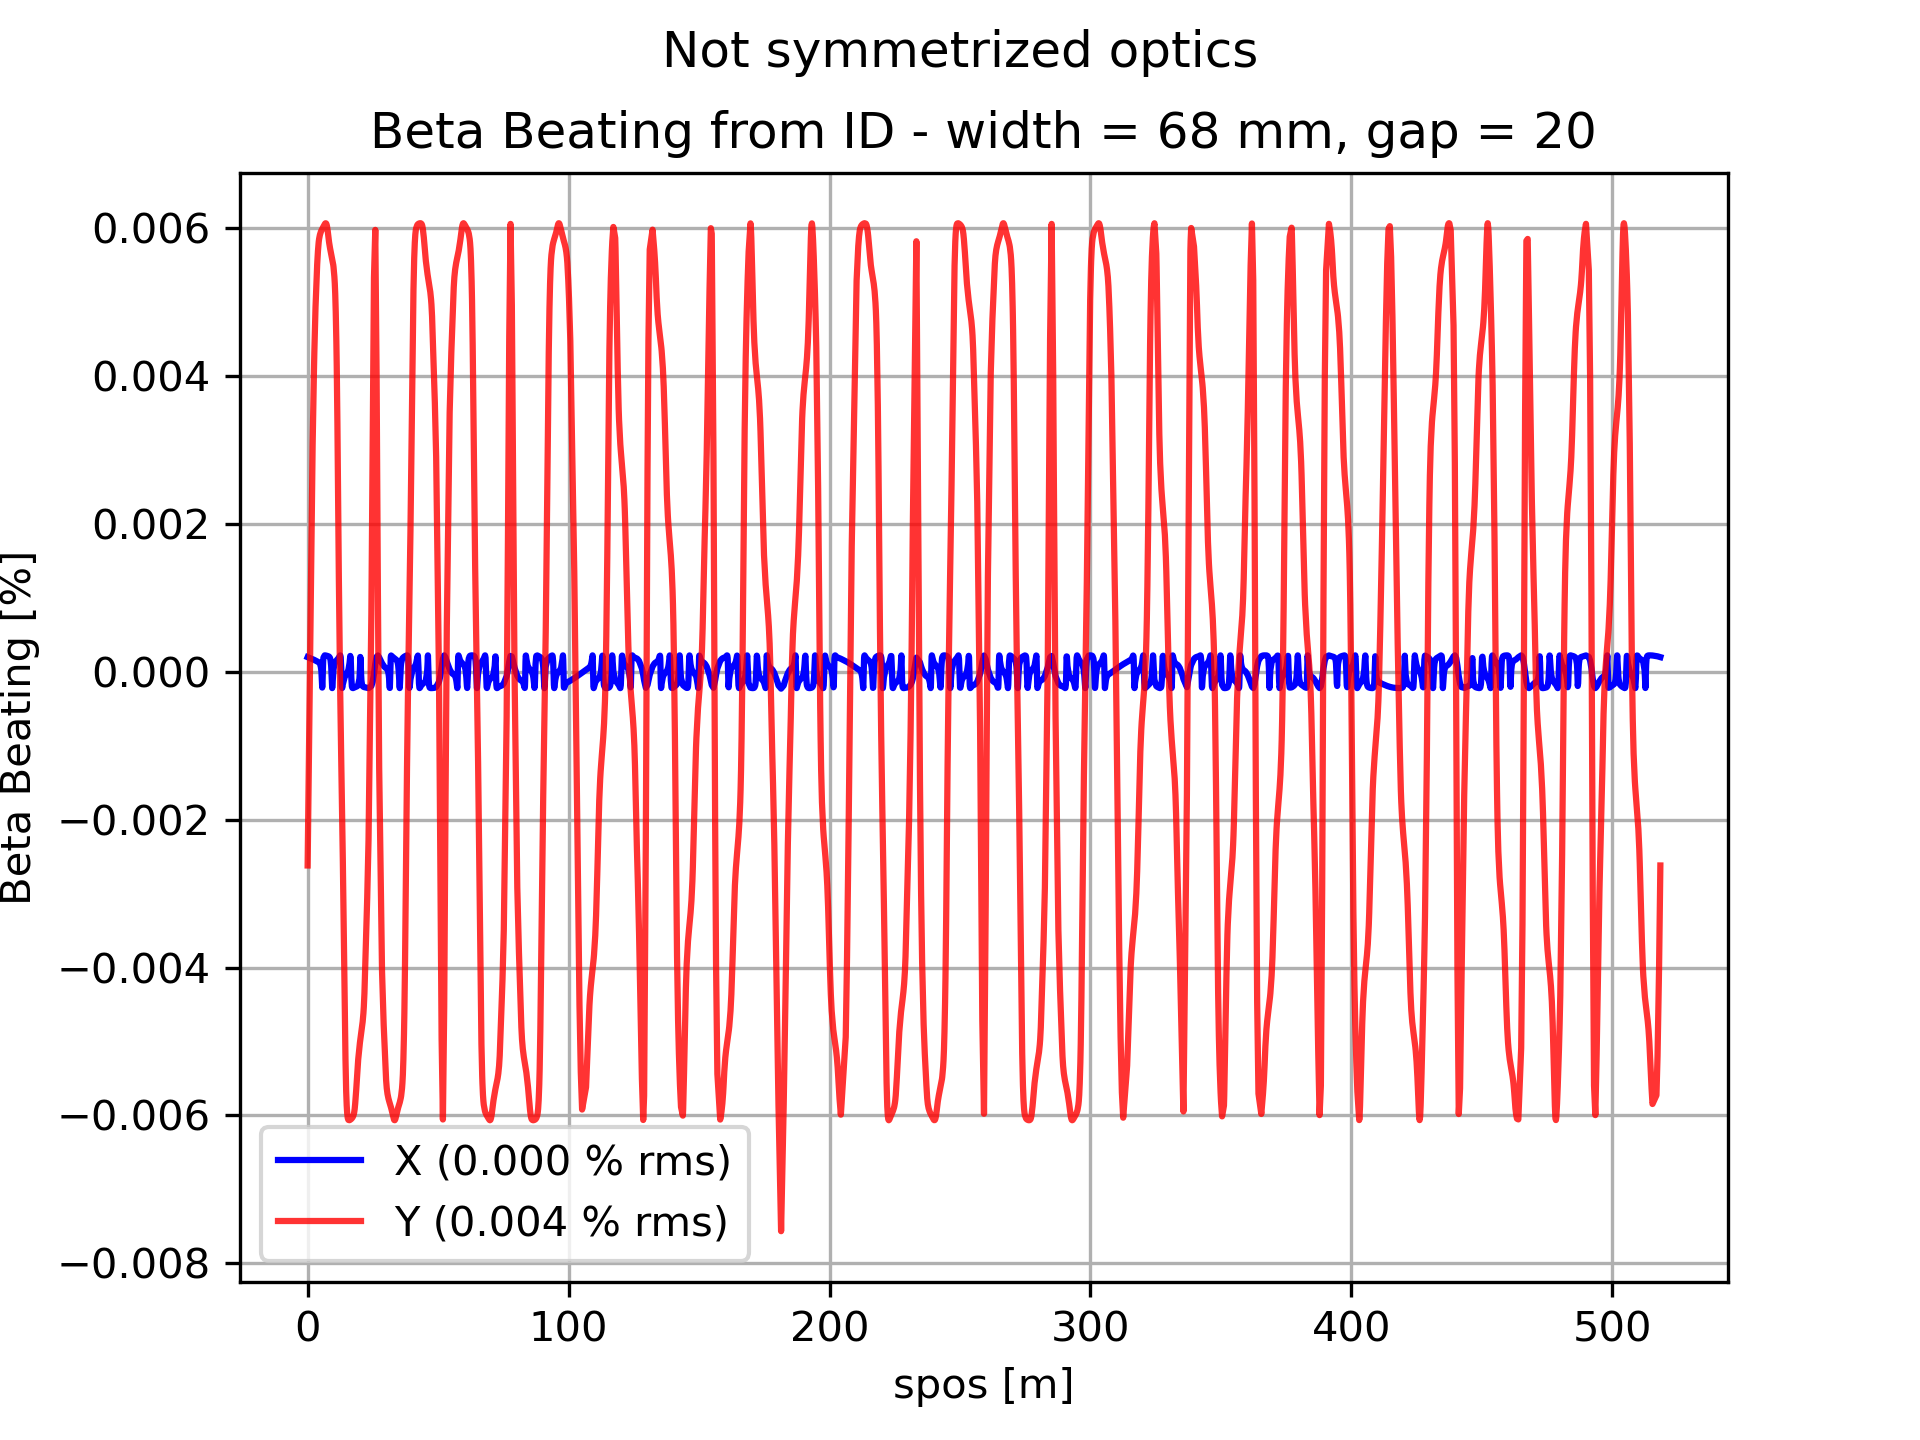 Not symmetrized optics
Beta Beating from ID - width = 68 mm, gap = 20
Beta Beating [%]
0.006
0.004
0.002
0.000
−0.002
−0.004
−0.006
−0.008
X (0.000 % rms)
Y (0.004 % rms)
0 100 200 300 400 500
spos [m]